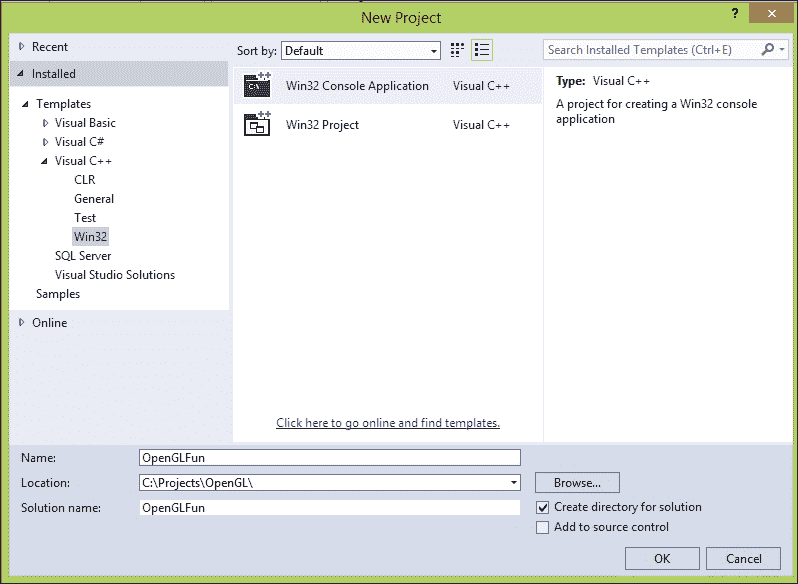 New Project
?
Recent
Installed
Templates
Visual Basic
Visual C#
Visual C++
CLR
General
Test
Win32
SQL Server
Visual Studio Solutions
Samples
Online
Sort by: Default
Win32 Console Application Visual C++
Win32 Project Visual C++
Click here to go online and find templates.
Search Installed Templates (Ctrl+E)
Type: Visual C++
A project for creating a Win32 console
application
Name: OpenGLFun
Location: C:\Projects\OpenGL\ Browse...
Solution name: OpenGLFun
Create directory for solution
Add to source control
OK Cancel